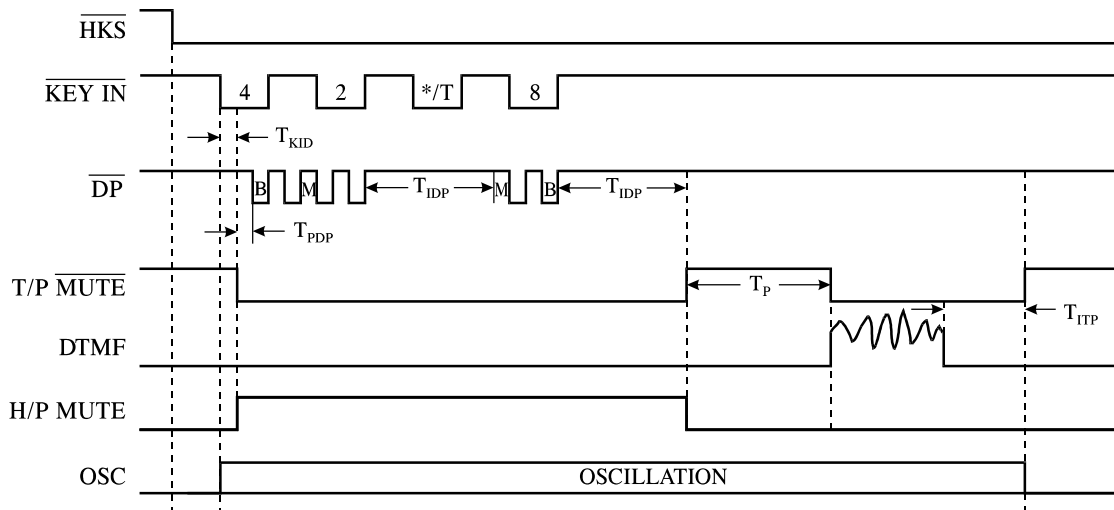 HKS
KEY IN 4 2 */T 8
T_KID
DP B M T_IDP M B T_IDP
T_PDP
T/P MUTE T_P
T_ITP
DTMF
H/P MUTE
OSC OSCILLATION